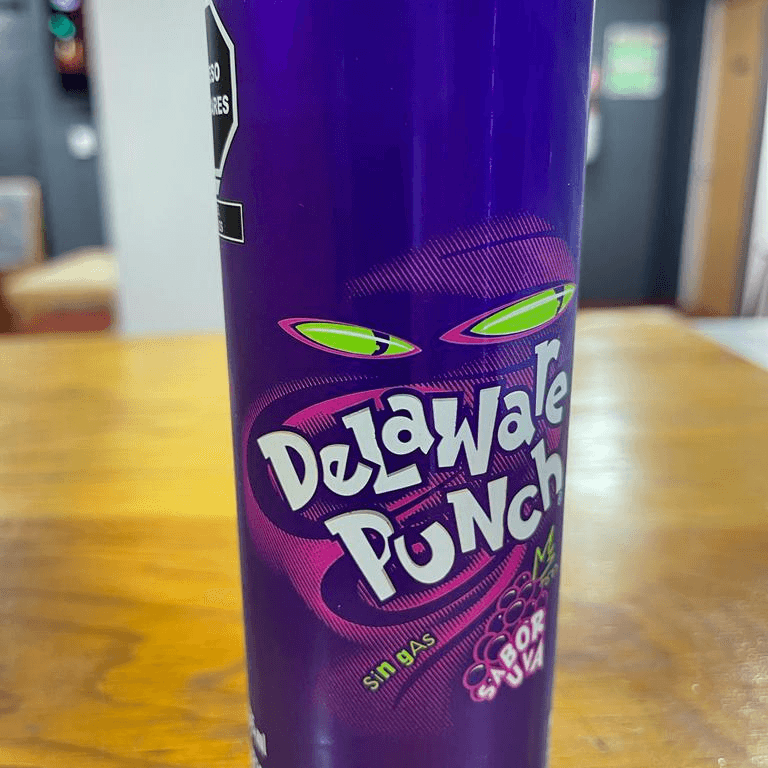 Delaware
Punch
sin gAs
SABOR
UVA